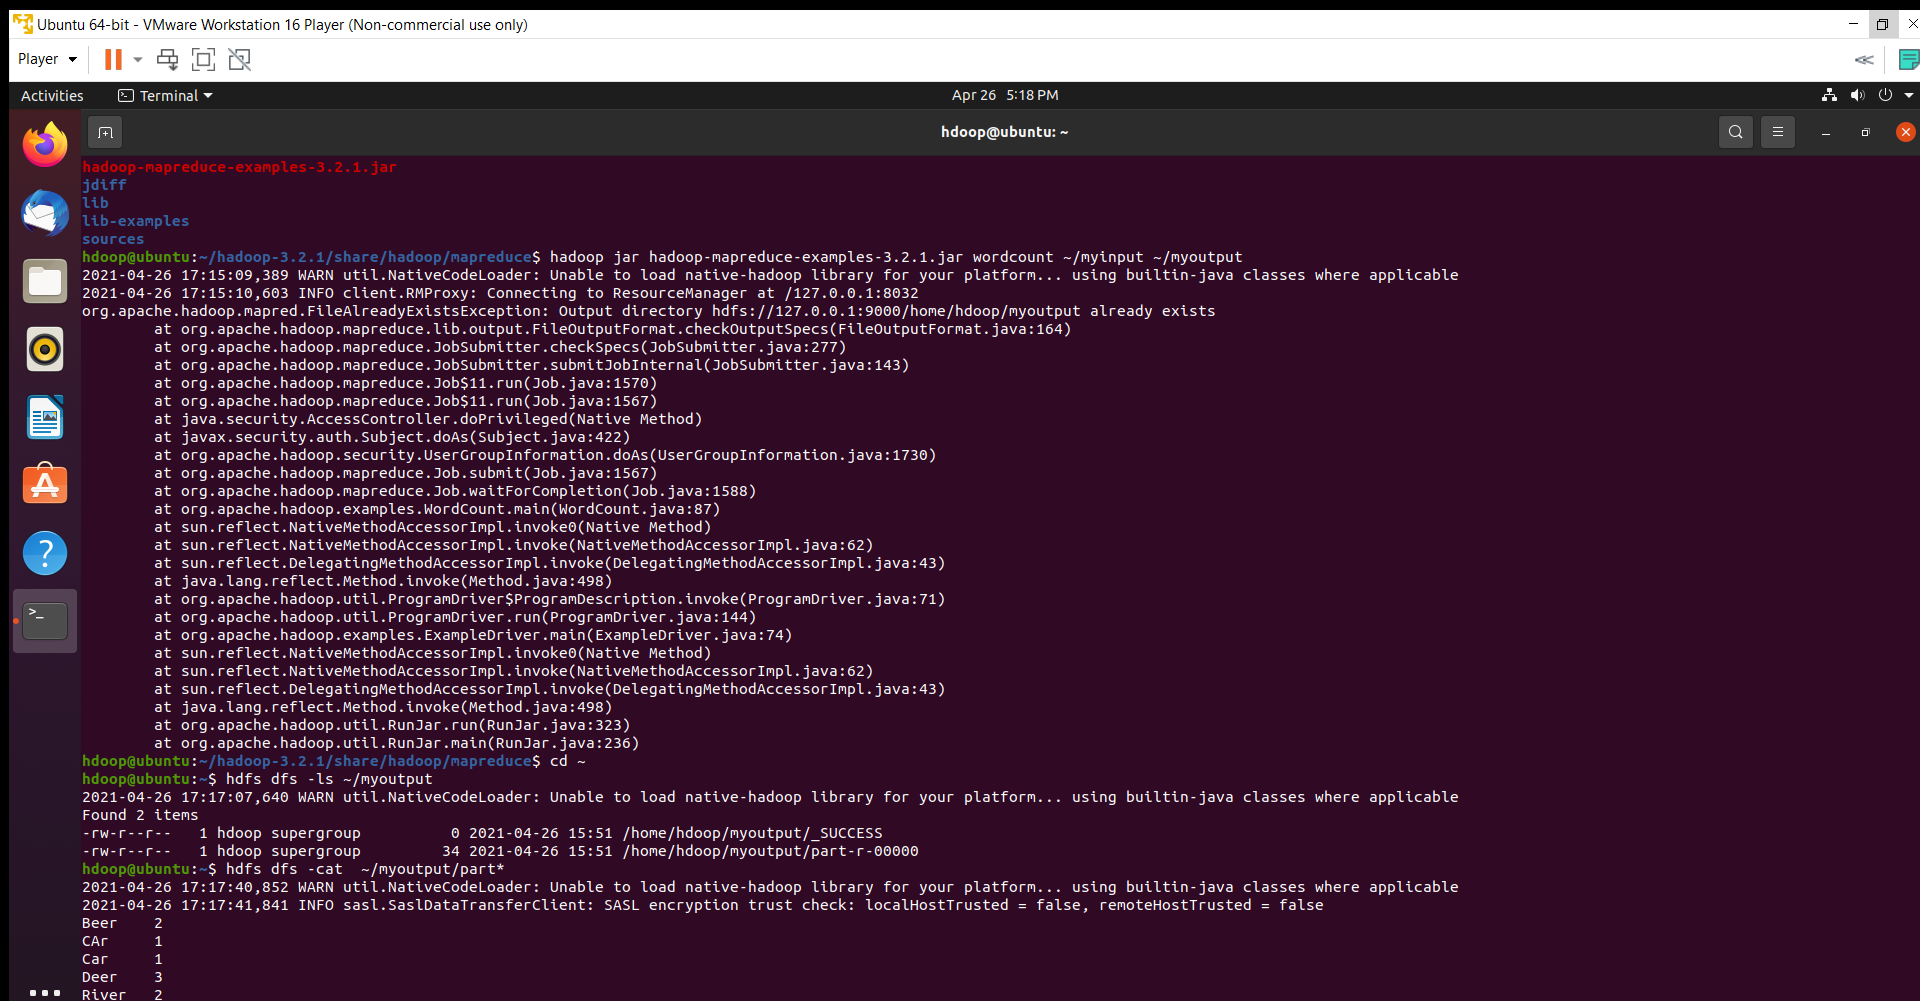 Ubuntu 64-bit - VMware Workstation 16 Player (Non-commercial use only)
Player
Activities
Terminal
Apr 26 5:18 PM
hdoop@ubuntu: ~
hadoop-mapreduce-examples-3.2.1.jar
jdiff
lib
lib-examples
sources
hdoop@ubuntu:~/hadoop-3.2.1/share/hadoop/mapreduce$ hadoop jar hadoop-mapreduce-examples-3.2.1.jar wordcount ~/myinput ~/myoutput
2021-04-26 17:15:09,389 WARN util.NativeCodeLoader: Unable to load native-hadoop library for your platform... using builtin-java classes where applicable
2021-04-26 17:15:10,603 INFO client.RMProxy: Connecting to ResourceManager at /127.0.0.1:8032
org.apache.hadoop.mapred.FileAlreadyExistsException: Output directory hdfs://127.0.0.1:9000/home/hdoop/myoutput already exists
at org.apache.hadoop.mapreduce.lib.output.FileOutputFormat.checkOutputSpecs(FileOutputFormat.java:164)
at org.apache.hadoop.mapreduce.JobSubmitter.checkSpecs(JobSubmitter.java:277)
at org.apache.hadoop.mapreduce.JobSubmitter.submitJobInternal(JobSubmitter.java:143)
at org.apache.hadoop.mapreduce.Job$11.run(Job.java:1570)
at org.apache.hadoop.mapreduce.Job$11.run(Job.java:1567)
at java.security.AccessController.doPrivileged(Native Method)
at javax.security.auth.Subject.doAs(Subject.java:422)
at org.apache.hadoop.security.UserGroupInformation.doAs(UserGroupInformation.java:1730)
at org.apache.hadoop.mapreduce.Job.submit(Job.java:1567)
at org.apache.hadoop.mapreduce.Job.waitForCompletion(Job.java:1588)
at org.apache.hadoop.examples.WordCount.main(WordCount.java:87)
at sun.reflect.NativeMethodAccessorImpl.invoke0(Native Method)
at sun.reflect.NativeMethodAccessorImpl.invoke(NativeMethodAccessorImpl.java:62)
at sun.reflect.DelegatingMethodAccessorImpl.invoke(DelegatingMethodAccessorImpl.java:43)
at java.lang.reflect.Method.invoke(Method.java:498)
at org.apache.hadoop.util.ProgramDriver$ProgramDescription.invoke(ProgramDriver.java:71)
at org.apache.hadoop.util.ProgramDriver.run(ProgramDriver.java:144)
at org.apache.hadoop.examples.ExampleDriver.main(ExampleDriver.java:74)
at sun.reflect.NativeMethodAccessorImpl.invoke0(Native Method)
at sun.reflect.NativeMethodAccessorImpl.invoke(NativeMethodAccessorImpl.java:62)
at sun.reflect.DelegatingMethodAccessorImpl.invoke(DelegatingMethodAccessorImpl.java:43)
at java.lang.reflect.Method.invoke(Method.java:498)
at org.apache.hadoop.util.RunJar.run(RunJar.java:323)
at org.apache.hadoop.util.RunJar.main(RunJar.java:236)
hdoop@ubuntu:~/hadoop-3.2.1/share/hadoop/mapreduce$ cd ~
hdoop@ubuntu:~$ hdfs dfs -ls ~/myoutput
2021-04-26 17:17:07,640 WARN util.NativeCodeLoader: Unable to load native-hadoop library for your platform... using builtin-java classes where applicable
Found 2 items
-rw-r--r--   1 hdoop supergroup          0 2021-04-26 15:51 /home/hdoop/myoutput/_SUCCESS
-rw-r--r--   1 hdoop supergroup         34 2021-04-26 15:51 /home/hdoop/myoutput/part-r-00000
hdoop@ubuntu:~$ hdfs dfs -cat  ~/myoutput/part*
2021-04-26 17:17:40,852 WARN util.NativeCodeLoader: Unable to load native-hadoop library for your platform... using builtin-java classes where applicable
2021-04-26 17:17:41,841 INFO sasl.SaslDataTransferClient: SASL encryption trust check: localHostTrusted = false, remoteHostTrusted = false
Beer	2
CAr	1
Car	1
Deer	3
River	2